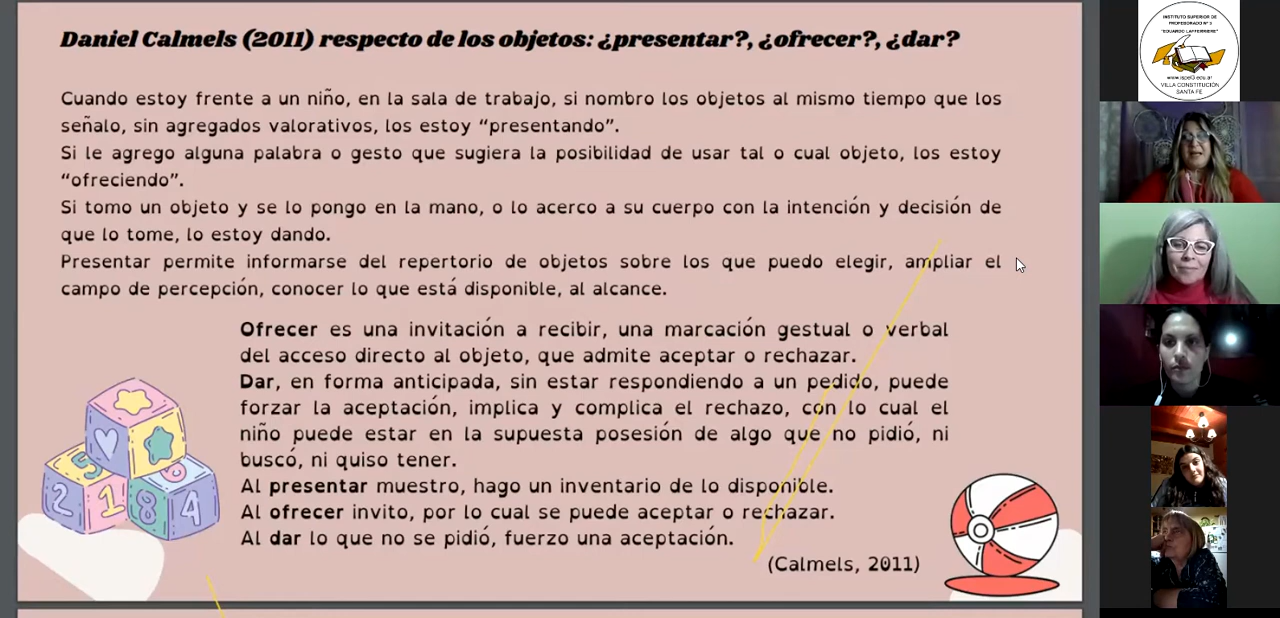 Daniel Calmels (2011) respecto de los objetos: ¿presentar?, ¿ofrecer?, ¿dar?
Cuando estoy frente a un niño, en la sala de trabajo, si nombro los objetos al mismo tiempo que los
señalo, sin agregados valorativos, los estoy “presentando”.
Si le agrego alguna palabra o gesto que sugiera la posibilidad de usar tal o cual objeto, los estoy
“ofreciendo”.
Si tomo un objeto y se lo pongo en la mano, o lo acerco a su cuerpo con la intención y decisión de
que lo tome, lo estoy dando.
Presentar permite informarse del repertorio de objetos sobre los que puedo elegir, ampliar el
campo de percepción, conocer lo que está disponible, al alcance.
Ofrecer es una invitación a recibir, una marcación gestual o verbal
del acceso directo al objeto, que admite aceptar o rechazar.
Dar, en forma anticipada, sin estar respondiendo a un pedido, puede
forzar la aceptación, implica y complica el rechazo, con lo cual el
niño puede estar en la supuesta posesión de algo que no pidió, ni
buscó, ni quiso tener.
Al presentar muestro, hago un inventario de lo disponible.
Al ofrecer invito, por lo cual se puede aceptar o rechazar.
Al dar lo que no se pidió, fuerzo una aceptación.
(Calmels, 2011)
5
2 1 8 4
INSTITUTO SUPERIOR DE
PROFESORADO Nº 3
"EDUARDO LAFFERRIERE"
VILLA CONSTITUCIÓN
SANTA FE